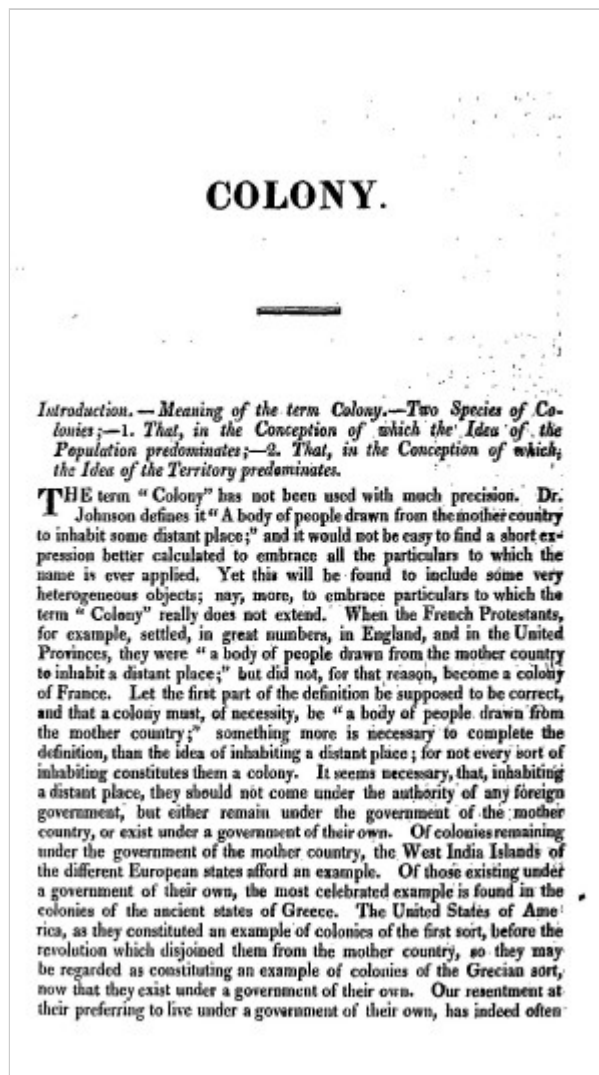 COLONY.
Introduction.—Meaning of the term Colony.—Two Species of Co-
lonies;—1. That, in the Conception of which the Idea of the
Population predominates;—2. That, in the Conception of which,
the Idea of the Territory predominates.
THE term “Colony” has not been used with much precision. Dr.
Johnson defines it “A body of people drawn from the mother country
to inhabit some distant place;” and it would not be easy to find a short ex-
pression better calculated to embrace all the particulars to which the
name is ever applied. Yet this will be found to include some very
heterogeneous objects; nay, more, to embrace particulars to which the
term “Colony” really does not extend. When the French Protestants,
for example, settled, in great numbers, in England, and in the United
Provinces, they were “a body of people drawn from the mother country
to inhabit a distant place;” but did not, for that reason, become a colony
of France. Let the first part of the definition be supposed to be correct,
and that a colony must, of necessity, be “a body of people drawn from
the mother country;” something more is necessary to complete the
definition, than the idea of inhabiting a distant place; for not every sort of
inhabiting constitutes them a colony. It seems necessary, that, inhabiting
a distant place, they should not come under the authority of any foreign
government, but either remain under the government of the mother
country, or exist under a government of their own. Of colonies remaining
under the government of the mother country, the West India Islands of
the different European states afford an example. Of those existing under
a government of their own, the most celebrated example is found in the
colonies of the ancient states of Greece. The United States of Ame
rica, as they constituted an example of colonies of the first sort, before the
revolution which disjoined them from the mother country, so they may
be regarded as constituting an example of colonies of the Grecian sort,
now that they exist under a government of their own. Our resentment at
their preferring to live under a government of their own, has indeed often